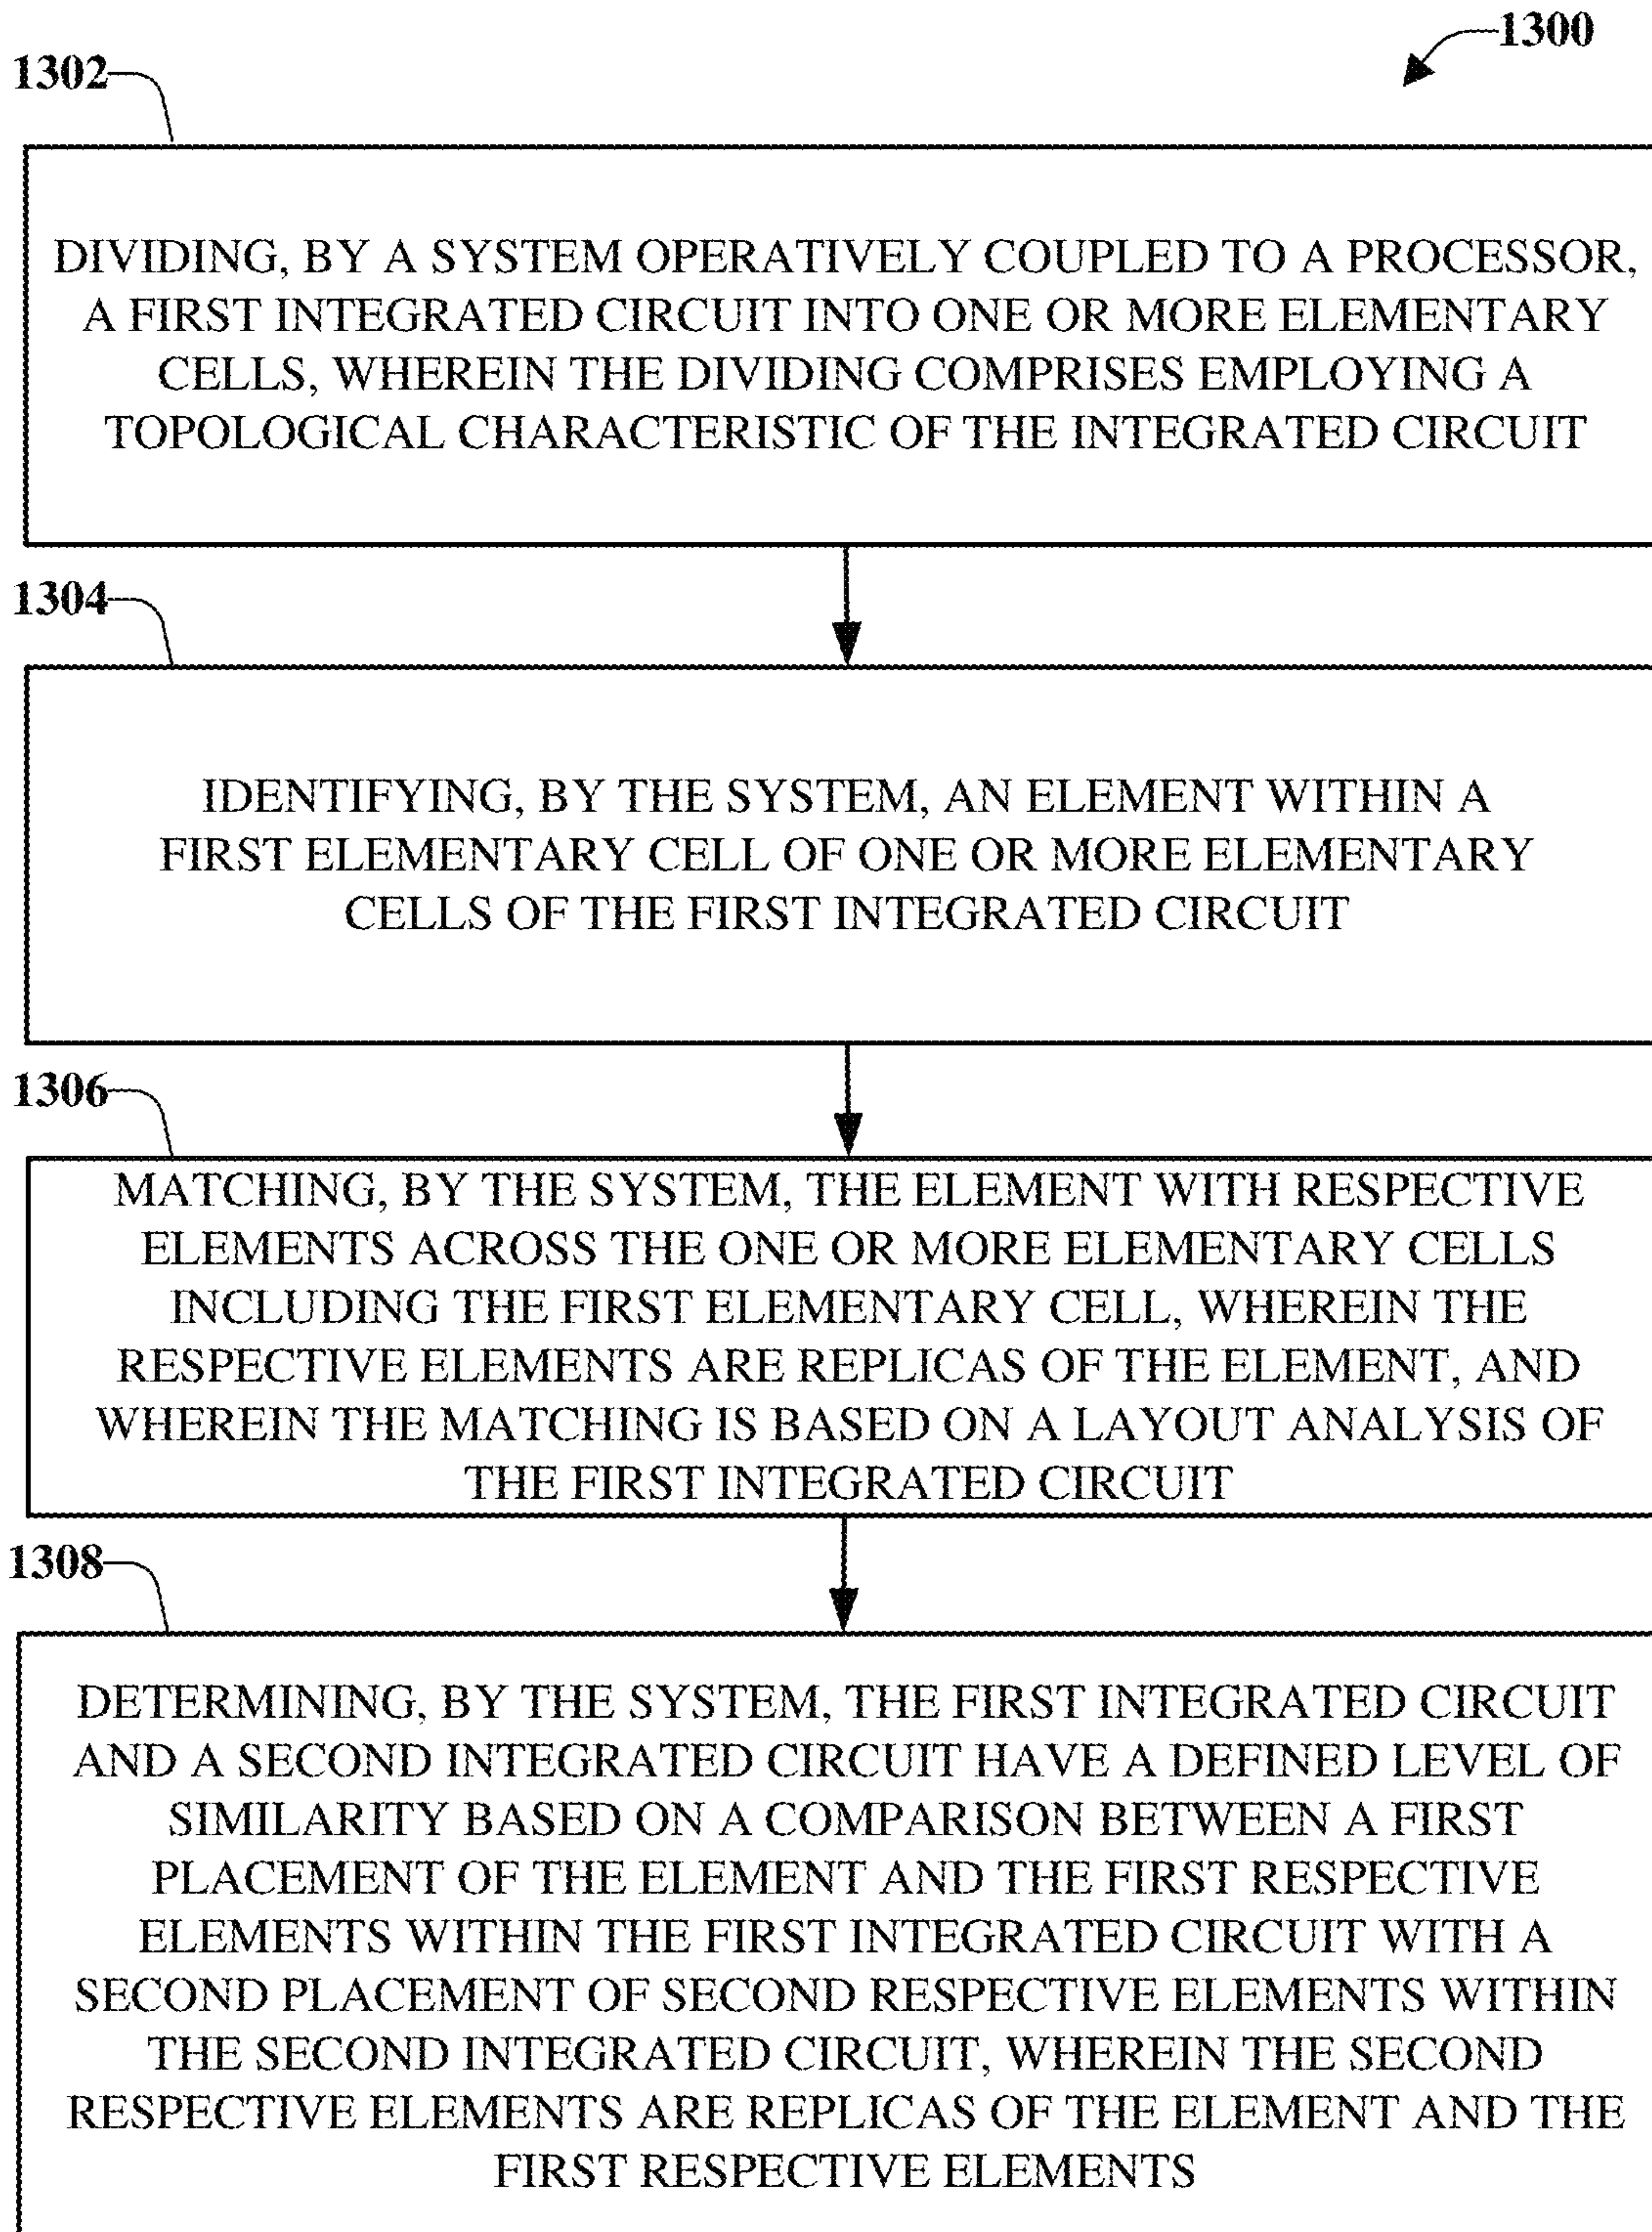 1300
1302
DIVIDING, BY A SYSTEM OPERATIVELY COUPLED TO A PROCESSOR,
A FIRST INTEGRATED CIRCUIT INTO ONE OR MORE ELEMENTARY
CELLS, WHEREIN THE DIVIDING COMPRISES EMPLOYING A
TOPOLOGICAL CHARACTERISTIC OF THE INTEGRATED CIRCUIT
1304
IDENTIFYING, BY THE SYSTEM, AN ELEMENT WITHIN A
FIRST ELEMENTARY CELL OF ONE OR MORE ELEMENTARY
CELLS OF THE FIRST INTEGRATED CIRCUIT
1306
MATCHING, BY THE SYSTEM, THE ELEMENT WITH RESPECTIVE
ELEMENTS ACROSS THE ONE OR MORE ELEMENTARY CELLS
INCLUDING THE FIRST ELEMENTARY CELL, WHEREIN THE
RESPECTIVE ELEMENTS ARE REPLICAS OF THE ELEMENT, AND
WHEREIN THE MATCHING IS BASED ON A LAYOUT ANALYSIS OF
THE FIRST INTEGRATED CIRCUIT
1308
DETERMINING, BY THE SYSTEM, THE FIRST INTEGRATED CIRCUIT
AND A SECOND INTEGRATED CIRCUIT HAVE A DEFINED LEVEL OF
SIMILARITY BASED ON A COMPARISON BETWEEN A FIRST
PLACEMENT OF THE ELEMENT AND THE FIRST RESPECTIVE
ELEMENTS WITHIN THE FIRST INTEGRATED CIRCUIT WITH A
SECOND PLACEMENT OF SECOND RESPECTIVE ELEMENTS WITHIN
THE SECOND INTEGRATED CIRCUIT, WHEREIN THE SECOND
RESPECTIVE ELEMENTS ARE REPLICAS OF THE ELEMENT AND THE
FIRST RESPECTIVE ELEMENTS